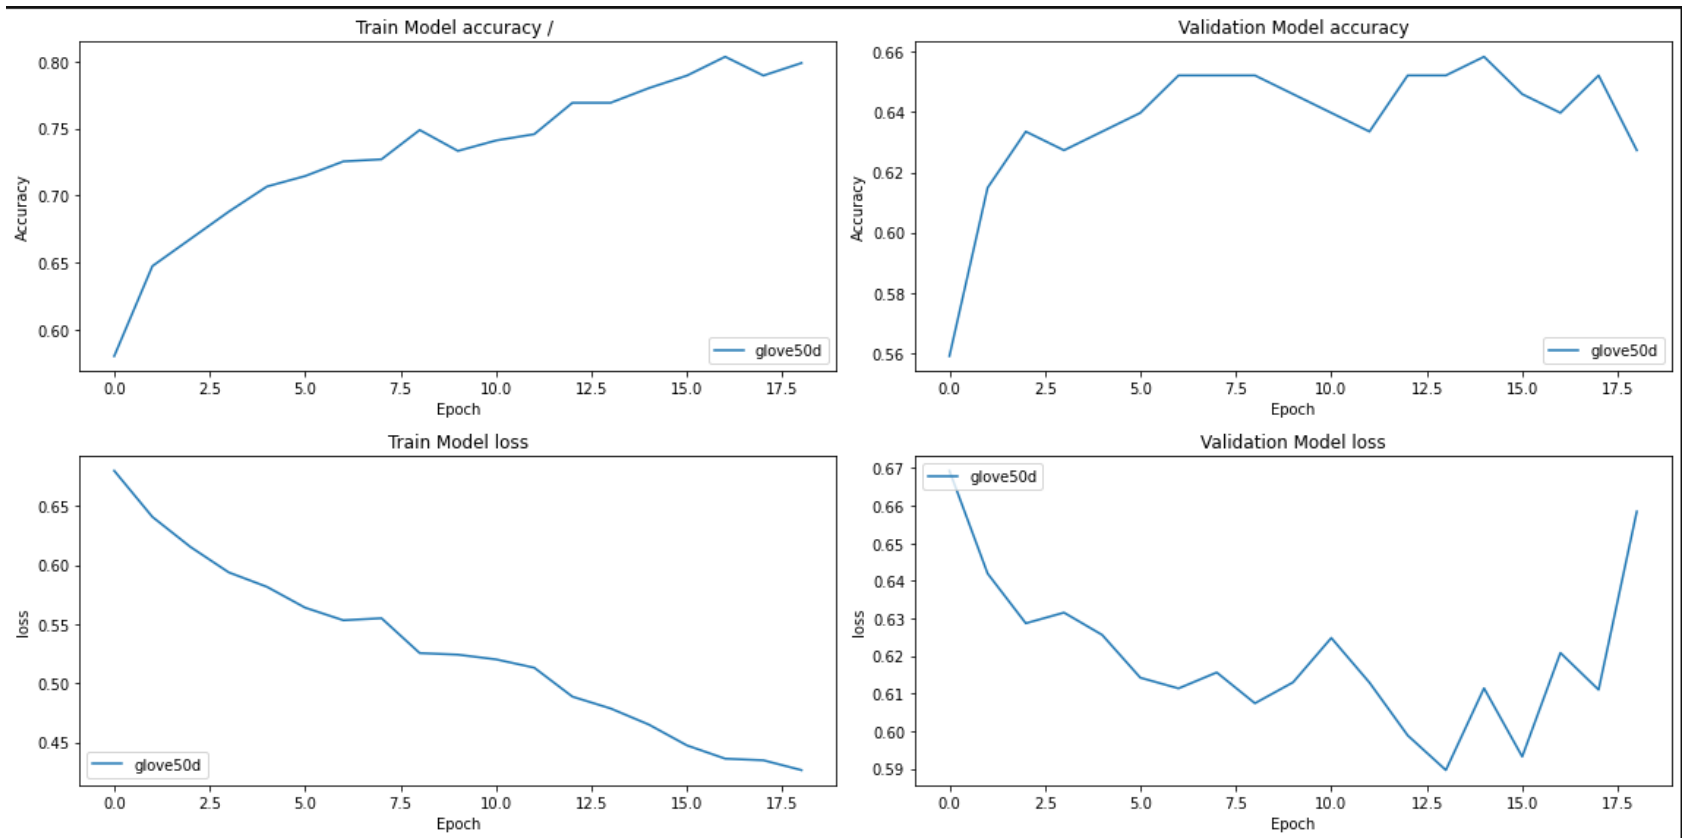 Train Model accuracy /
Accuracy
0.80
0.75
0.70
0.65
0.60
glove50d
0.0 2.5 5.0 7.5 10.0 12.5 15.0 17.5
Epoch
Validation Model accuracy
Accuracy
0.66
0.64
0.62
0.60
0.58
0.56
glove50d
0.0 2.5 5.0 7.5 10.0 12.5 15.0 17.5
Epoch
Train Model loss
loss
0.65
0.60
0.55
0.50
0.45
glove50d
0.0 2.5 5.0 7.5 10.0 12.5 15.0 17.5
Epoch
Validation Model loss
loss
0.67
0.66
0.65
0.64
0.63
0.62
0.61
0.60
0.59
glove50d
0.0 2.5 5.0 7.5 10.0 12.5 15.0 17.5
Epoch